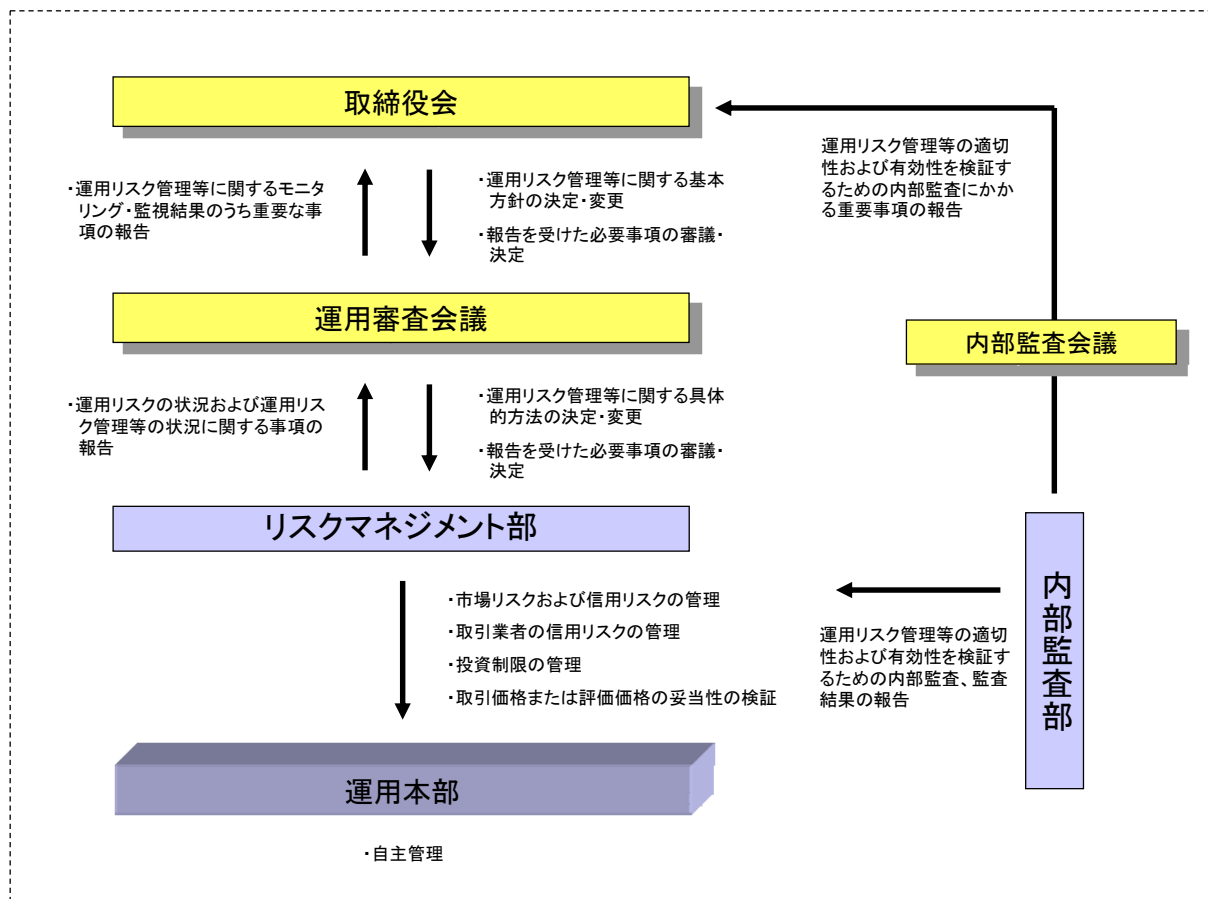 取締役会
・運用リスク管理等に関するモニ
タリング・監視結果のうち重要な事
項の報告
・運用リスク管理等に関する基本
方針の決定・変更
・報告を受けた必要事項の審議・
決定
運用リスク管理等の適切
性および有効性を検証す
るための内部監査にかか
る重要事項の報告
運用審査会議
内部監査会議
・運用リスクの状況および運用リス
ク管理等の状況に関する事項の
報告
・運用リスク管理等に関する具体
的方法の決定・変更
・報告を受けた必要事項の審議・
決定
リスクマネジメント部
・市場リスクおよび信用リスクの管理
・取引業者の信用リスクの管理
・投資制限の管理
・取引価格または評価価格の妥当性の検証
運用リスク管理等の適切
性および有効性を検証す
るための内部監査、監査
結果の報告
内部監査部
運用本部
・自主管理